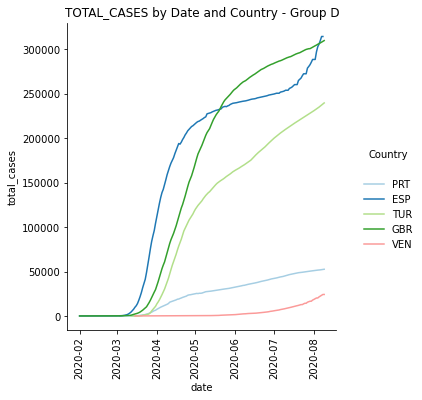 TOTAL_CASES by Date and Country - Group D
300000
250000
200000
150000
100000
50000
0
total_cases
2020-02
2020-03
2020-04
2020-05
2020-06
2020-07
2020-08
date
Country
PRT
ESP
TUR
GBR
VEN